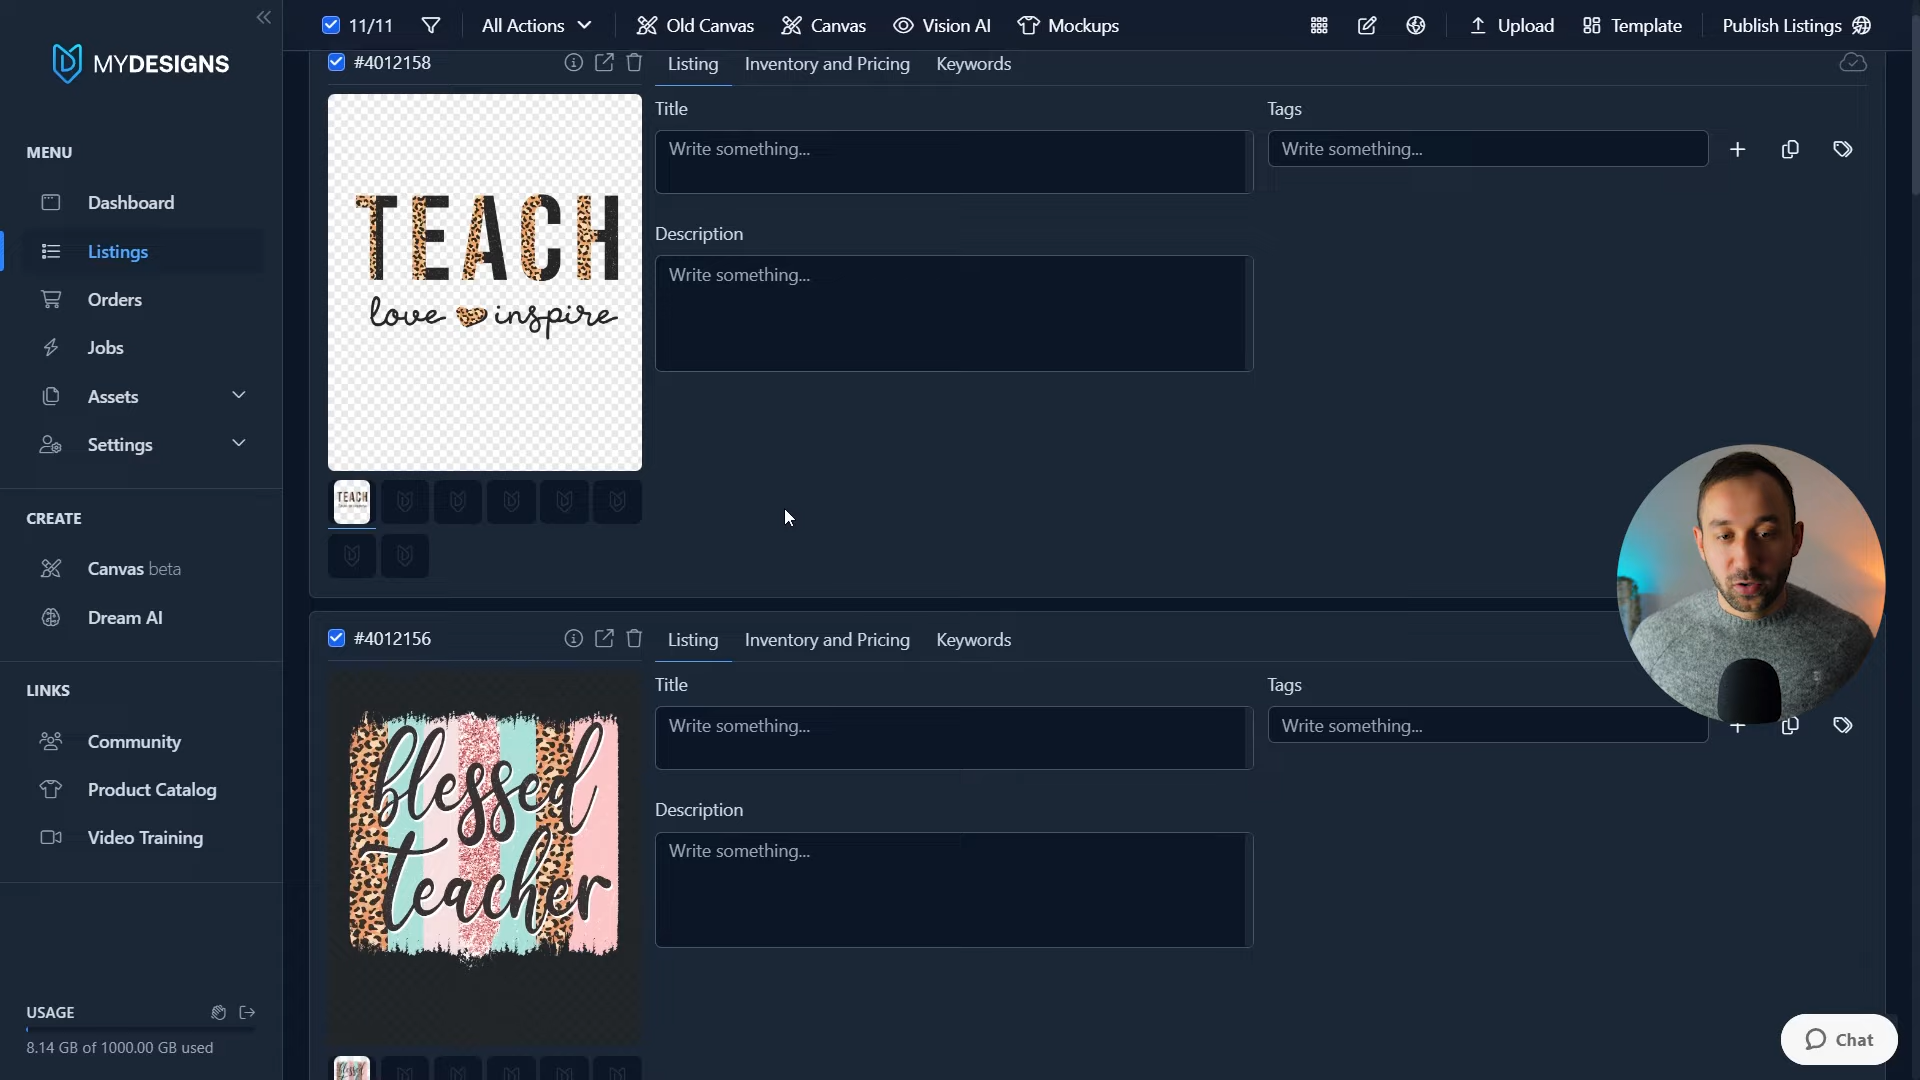 11/11
All Actions
Old Canvas
Canvas
Vision AI
Mockups
Upload
Template
Publish Listings
MYDESIGNS
MENU
Dashboard
Listings
Orders
Jobs
Assets
Settings
CREATE
Canvas beta
Dream AI
LINKS
Community
Product Catalog
Video Training
USAGE
8.14 GB of 1000.00 GB used
#4012158
Listing
Inventory and Pricing
Keywords
TEACH
love inspire
TEACH
Title
Write something...
Tags
Write something...
Description
Write something...
#4012156
Listing
Inventory and Pricing
Keywords
blessed
teacher
blessed
Title
Write something...
Tags
Write something...
Description
Write something...
Chat